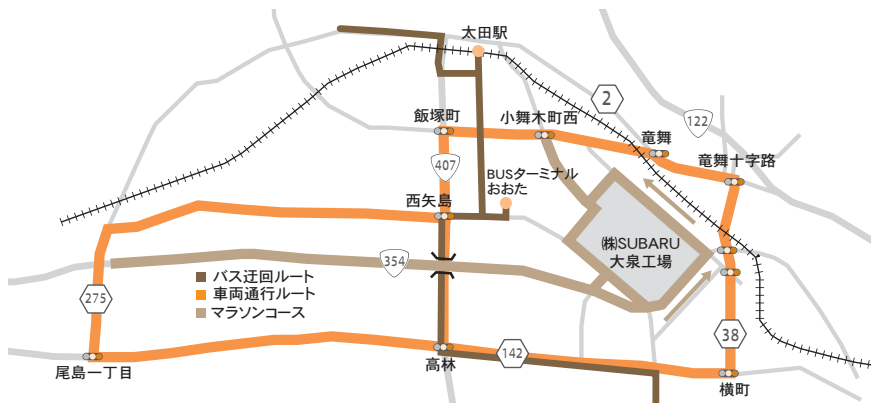 太田駅
2
122
飯塚町
小舞木町西
竜舞
竜舞十字路
407
BUSターミナル
おおた
西矢島
(株)SUBARU
大泉工場
354
バス迂回ルート
車両通行ルート
マラソンコース
275
38
142
尾島一丁目
高林
横町